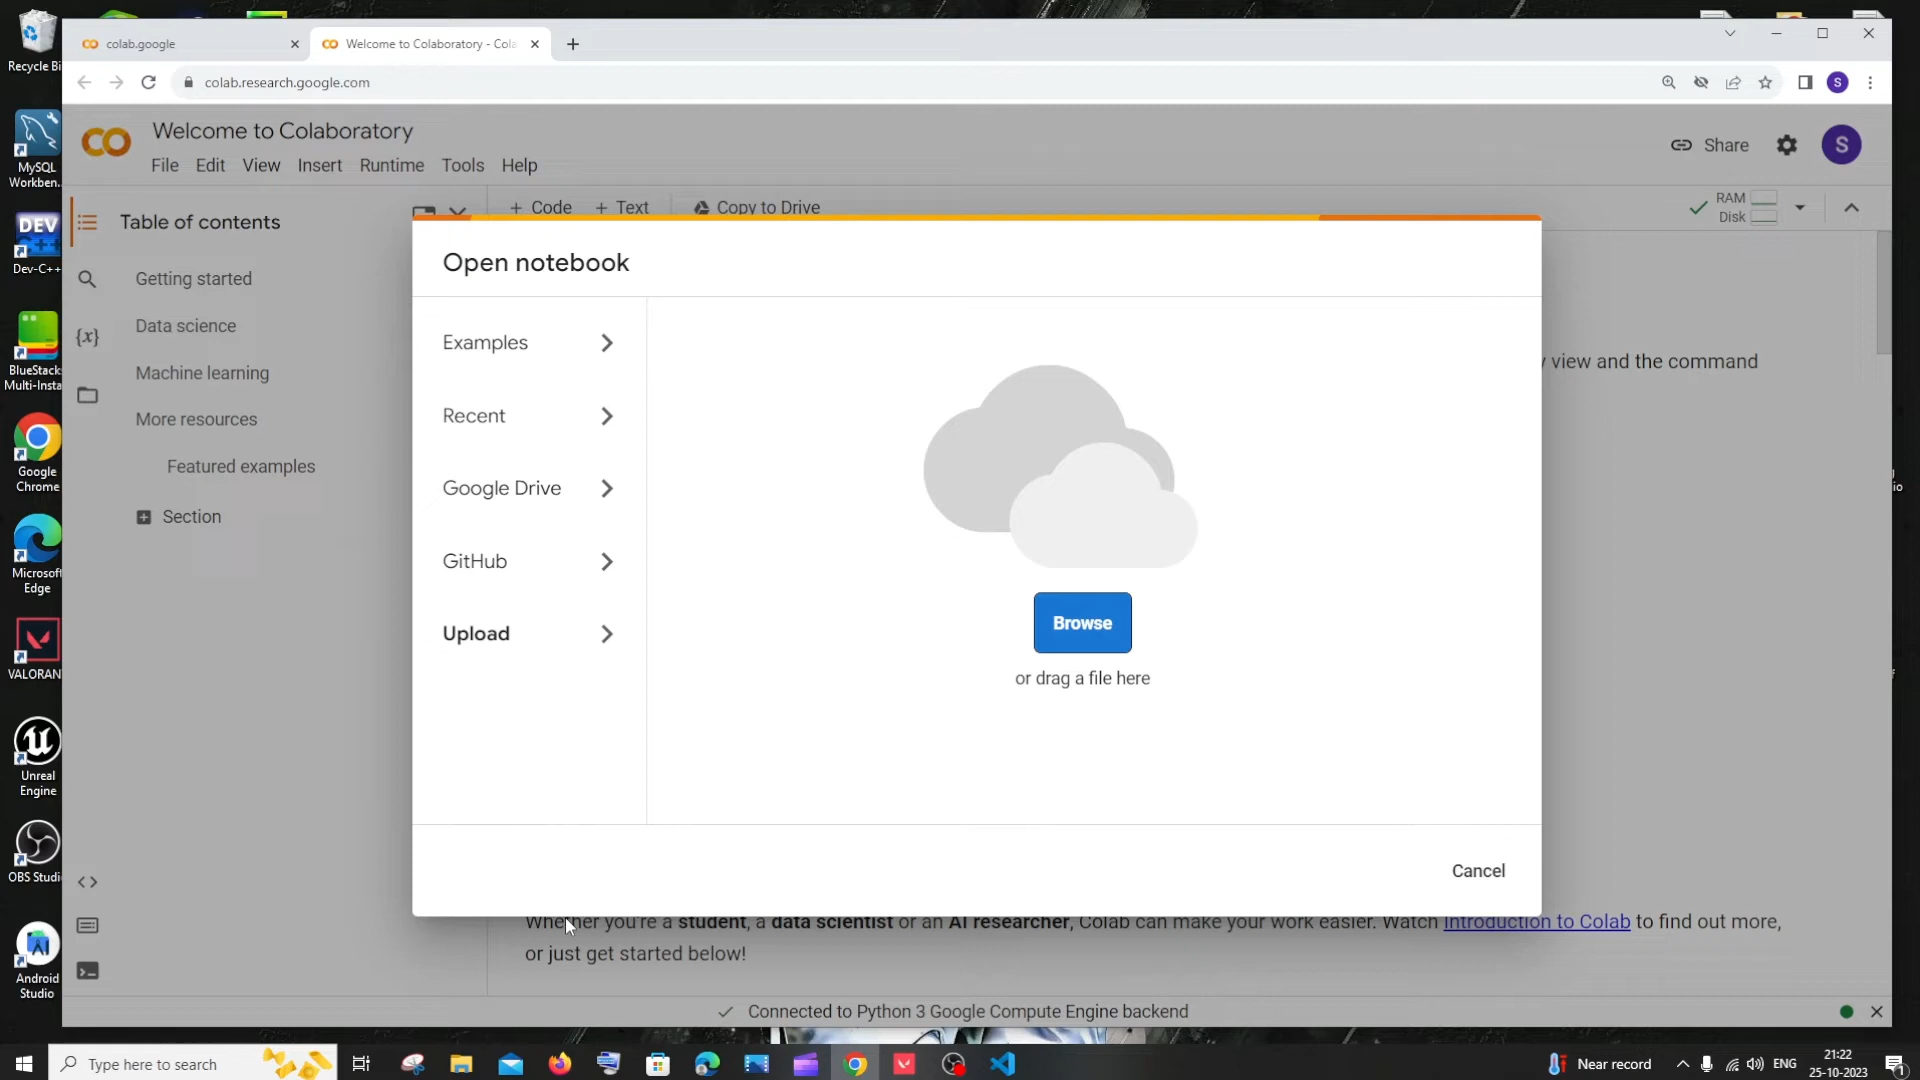 Recycle Bi
MySQL
Workben...
DEV
C++
Dev-C++
BlueStack
Multi-Insta
Google
Chrome
Microsoft
Edge
VALORAN
Unreal
Engine
OBS Studi
Android
Studio
colab.google
Welcome to Colaboratory - Cola
colab.research.google.com
S
Welcome to Colaboratory
File Edit View Insert Runtime Tools Help
Share
S
Table of contents
+ Code + Text Copy to Drive
RAM
Disk
Getting started
Data science
Machine learning
More resources
Featured examples
Section
{x}
view and the command
Open notebook
Examples
Recent
Google Drive
GitHub
Upload
Browse
or drag a file here
Cancel
Whether you're a student, a data scientist or an AI researcher, Colab can make your work easier. Watch Introduction to Colab to find out more,
or just get started below!
Connected to Python 3 Google Compute Engine backend
Type here to search
Near record
ENG
21:22
25-10-2023
1